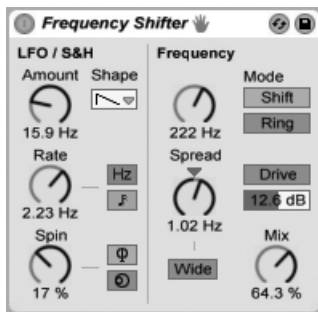 Frequency Shifter
LFO / S&H
Amount Shape
15.9 Hz
Rate
Hz
2.23 Hz
Spin
17 %
Frequency
Mode
Shift
Ring
222 Hz
Spread
Drive
12.6 dB
1.02 Hz
Wide
Mix
64.3 %